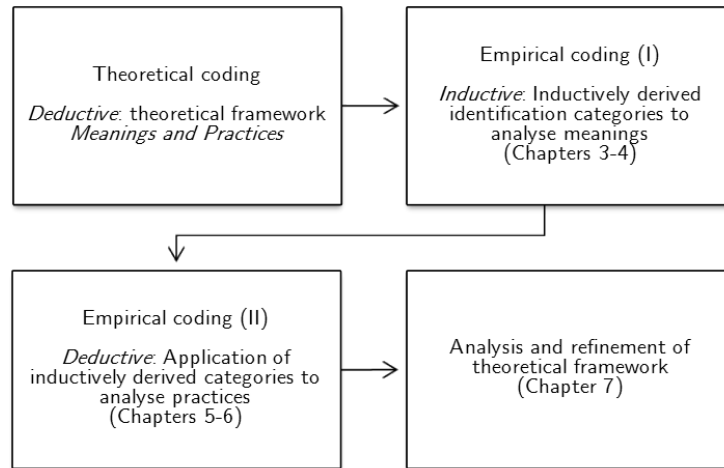 Theoretical coding
Deductive: theoretical framework
Meanings and Practices
Empirical coding (I)
Inductive: Inductively derived
identification categories to
analyse meanings
(Chapters 3-4)
Empirical coding (II)
Deductive: Application of
inductively derived categories to
analyse practices
(Chapters 5-6)
Analysis and refinement of
theoretical framework
(Chapter 7)